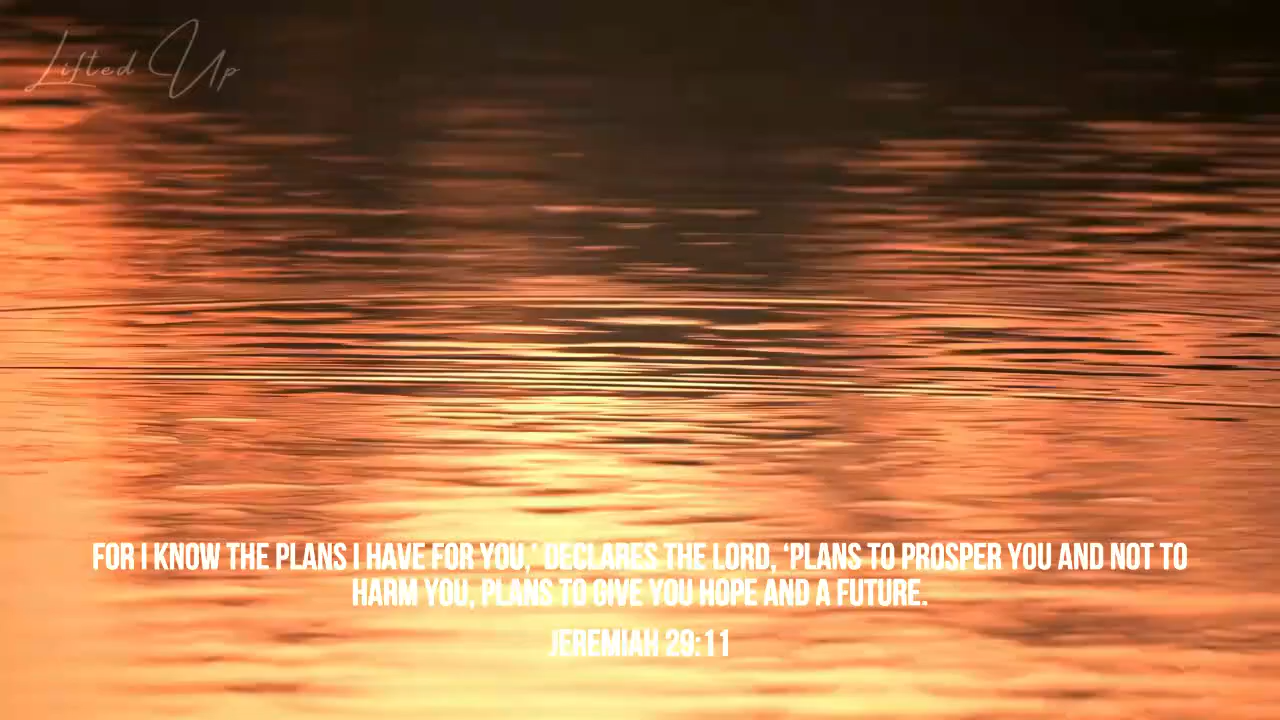 Lifted Up
FOR I KNOW THE PLANS I HAVE FOR YOU,’ DECLARES THE LORD, ‘PLANS TO PROSPER YOU AND NOT TO
HARM YOU, PLANS TO GIVE YOU HOPE AND A FUTURE.
JEREMIAH 29:11